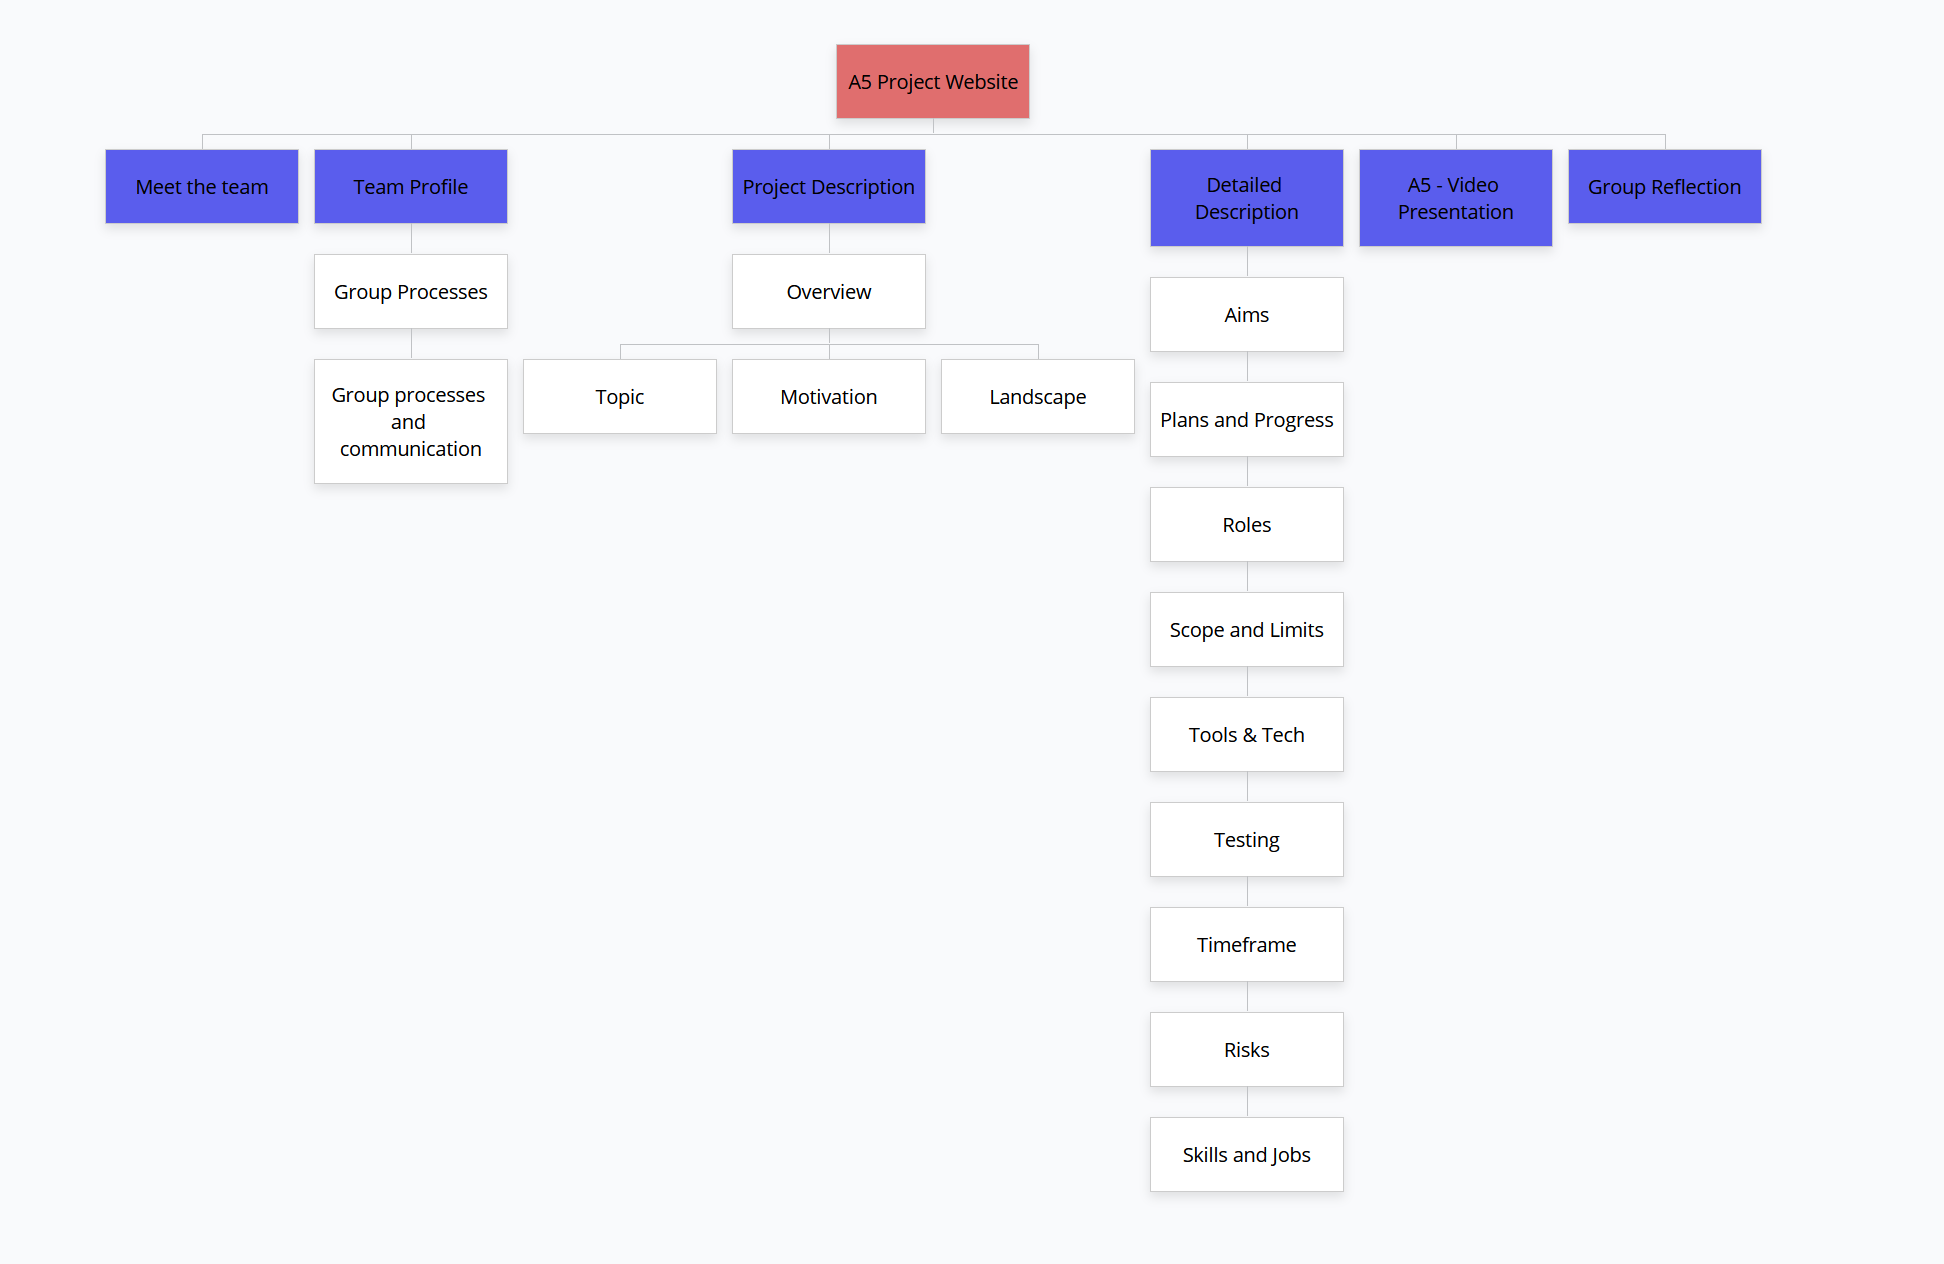 A5 Project Website
Meet the team
Team Profile
Project Description
Detailed
Description
A5 - Video
Presentation
Group Reflection
Group Processes
Overview
Aims
Group processes
and
communication
Topic
Motivation
Landscape
Plans and Progress
Roles
Scope and Limits
Tools & Tech
Testing
Timeframe
Risks
Skills and Jobs